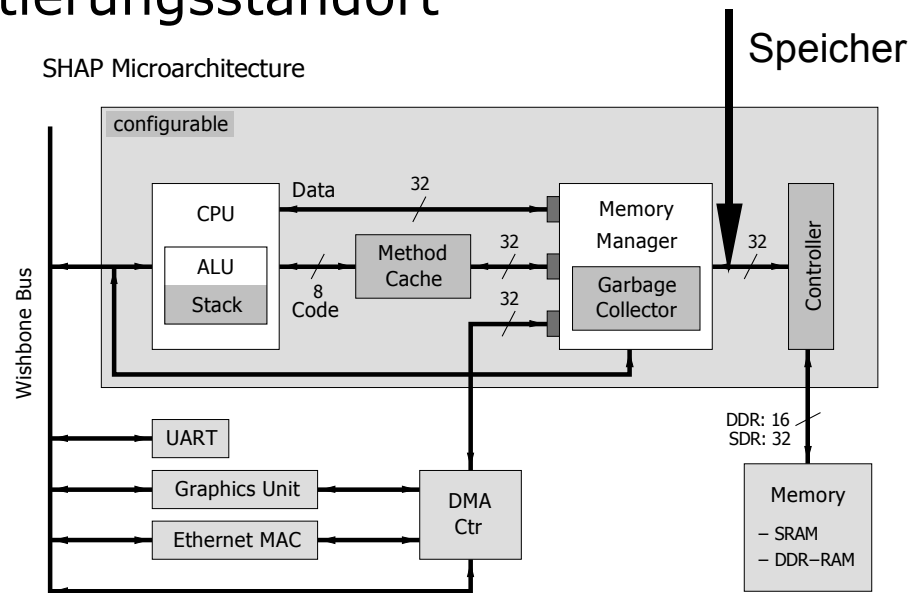 tierungsstandort
Speicher
SHAP Microarchitecture
configurable
Data
32
CPU
ALU
Stack
8
Code
Method
Cache
32
32
Memory
Manager
Garbage
Collector
32
Controller
Wishbone Bus
UART
Graphics Unit
Ethernet MAC
DMA
Ctr
DDR: 16
SDR: 32
Memory
– SRAM
– DDR−RAM